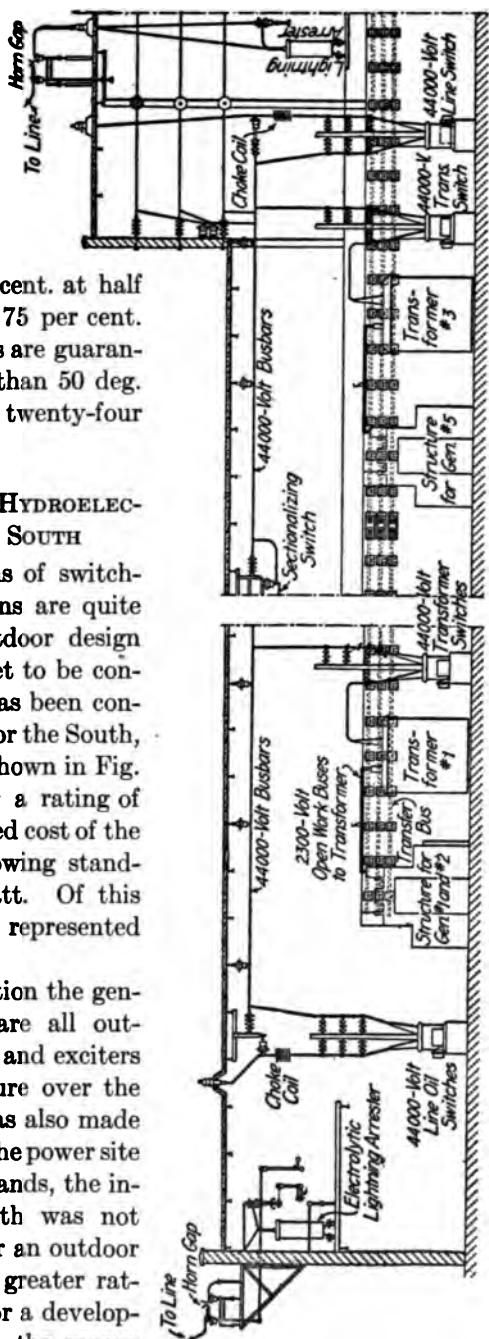 cent. at half
75 per cent.
s are guaran-
than 50 deg.
twenty-four
HYDROELEC-
SOUTH
as of switch-
ns are quite
tdoor design
et to be con-
as been con-
or the South,
hown in Fig.
a rating of
ed cost of the
owing stand-
tt. Of this
represented
tion the gen-
are all out-
and exciters
ure over the
as also made
he power site
ands, the in-
th was not
r an outdoor
greater rat-
or a develop-
To Line
Horn Gap
Lightning
Arrester
Choke Coil
44000-Volt
Line Switch
44000-V
Trans
Switch
Trans-
former
#3
44000-Volt Busbars
Structure
for Gen. #5
Sectionalizing
Switch
44000-Volt
Transformer
Switches
44000-Volt Busbars
2300-Volt
Open Work Buses
to Transformer
Trans-
former
#1
(Transfer)
Bus
Structure for
Gen #1 and #2
Choke
Coil
44000-Volt
Line Oil
Switches
Electrolytic
Lightning Arrester
To Line
Horn Gap